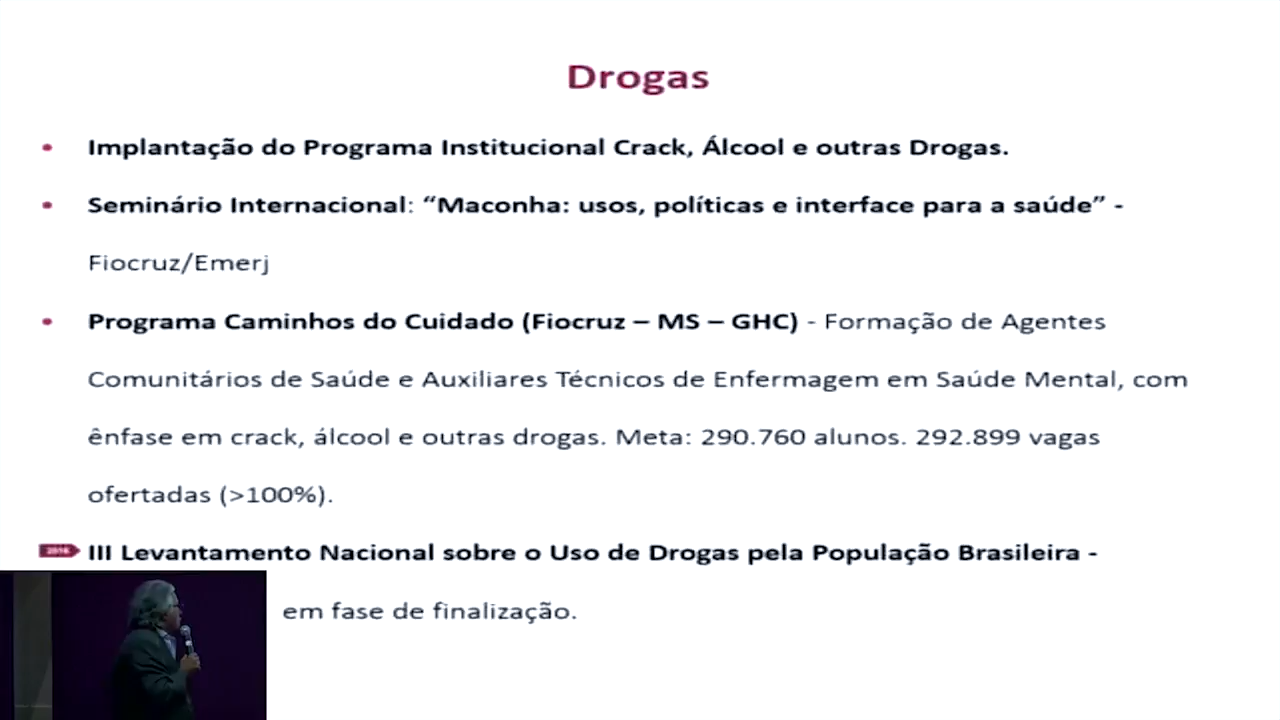 Drogas
• Implantação do Programa Institucional Crack, Álcool e outras Drogas.
• Seminário Internacional: “Maconha: usos, políticas e interface para a saúde” -
Fiocruz/Emerj
• Programa Caminhos do Cuidado (Fiocruz – MS – GHC) - Formação de Agentes
Comunitários de Saúde e Auxiliares Técnicos de Enfermagem em Saúde Mental, com
ênfase em crack, álcool e outras drogas. Meta: 290.760 alunos. 292.899 vagas
ofertadas (>100%).
2016 III Levantamento Nacional sobre o Uso de Drogas pela População Brasileira -
em fase de finalização.